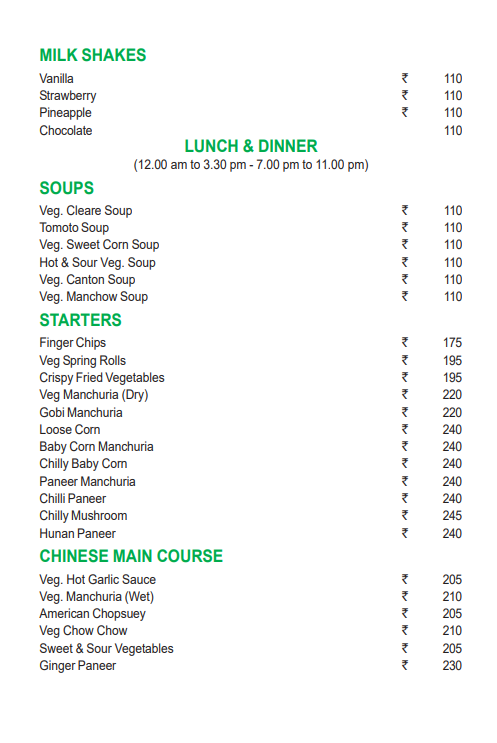 MILK SHAKES
Vanilla ₹ 110
Strawberry ₹ 110
Pineapple ₹ 110
Chocolate 110
LUNCH & DINNER
(12.00 am to 3.30 pm - 7.00 pm to 11.00 pm)
SOUPS
Veg. Cleare Soup ₹ 110
Tomoto Soup ₹ 110
Veg. Sweet Corn Soup ₹ 110
Hot & Sour Veg. Soup ₹ 110
Veg. Canton Soup ₹ 110
Veg. Manchow Soup ₹ 110
STARTERS
Finger Chips ₹ 175
Veg Spring Rolls ₹ 195
Crispy Fried Vegetables ₹ 195
Veg Manchuria (Dry) ₹ 220
Gobi Manchuria ₹ 220
Loose Corn ₹ 240
Baby Corn Manchuria ₹ 240
Chilly Baby Corn ₹ 240
Paneer Manchuria ₹ 240
Chilli Paneer ₹ 240
Chilly Mushroom ₹ 245
Hunan Paneer ₹ 240
CHINESE MAIN COURSE
Veg. Hot Garlic Sauce ₹ 205
Veg. Manchuria (Wet) ₹ 210
American Chopsuey ₹ 205
Veg Chow Chow ₹ 210
Sweet & Sour Vegetables ₹ 205
Ginger Paneer ₹ 230